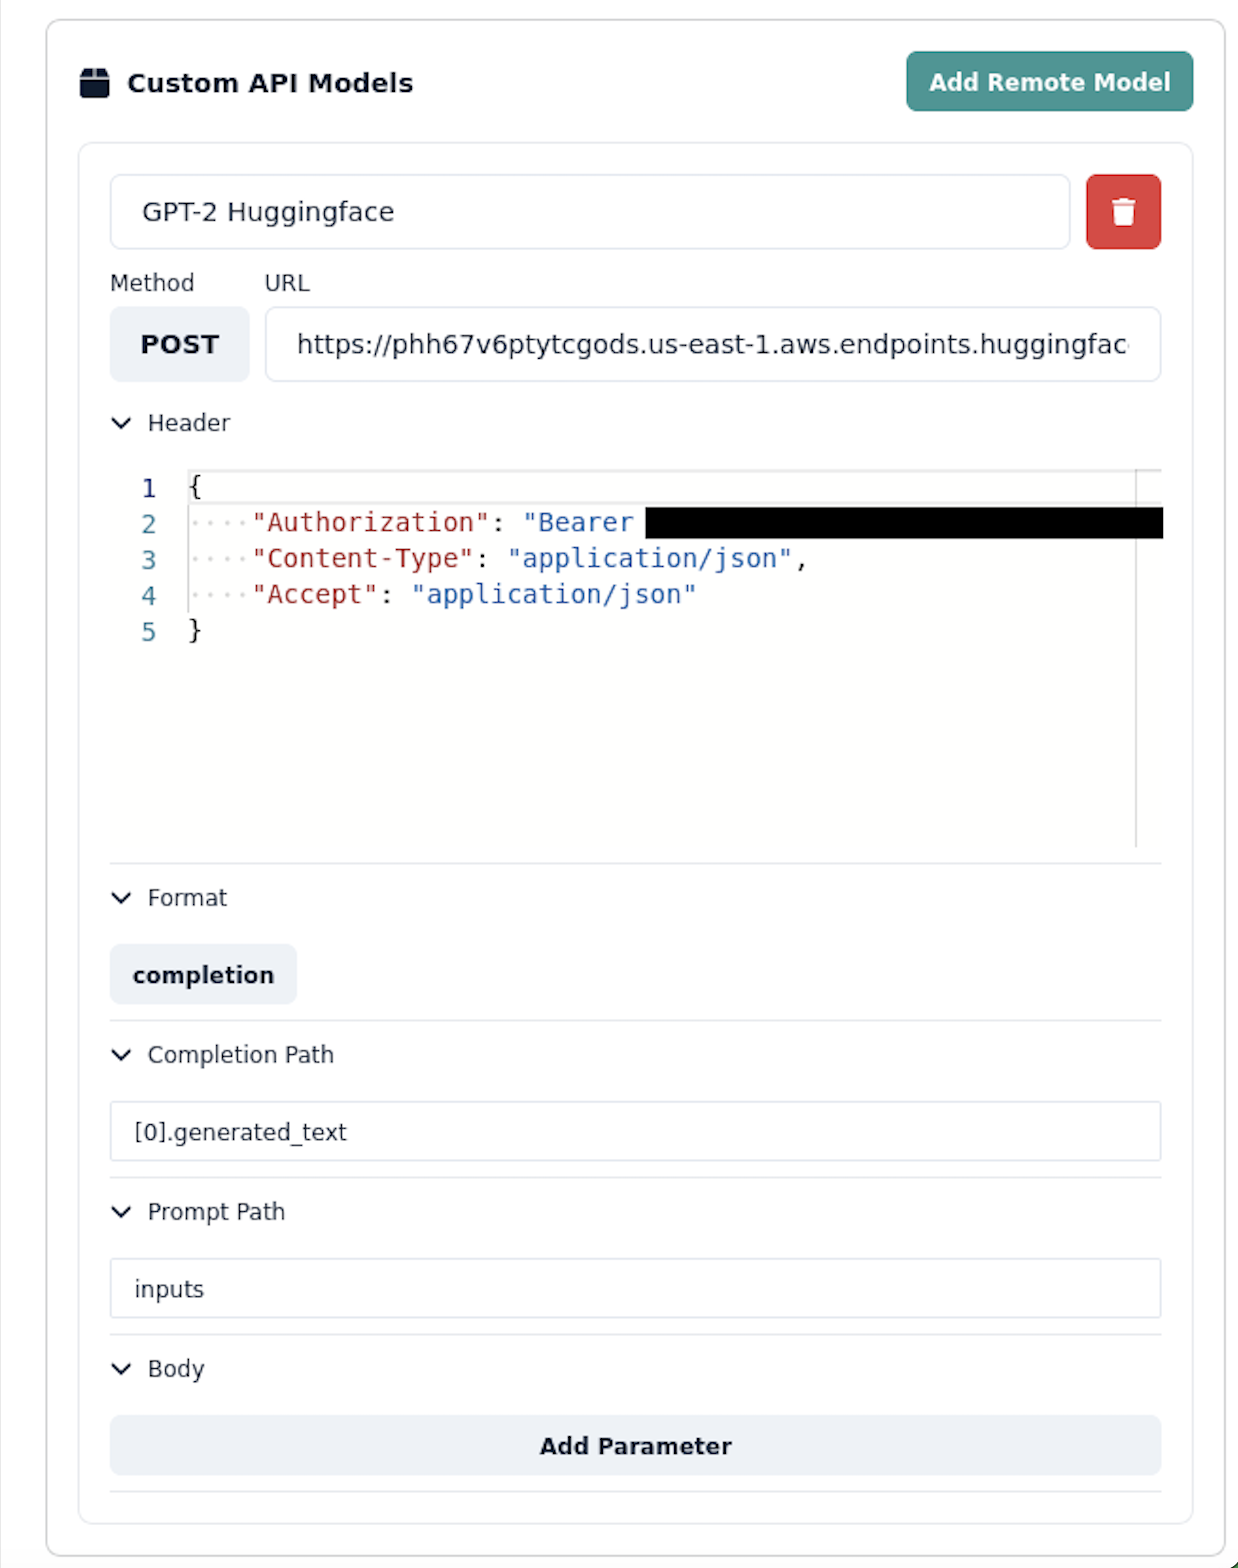 Custom API Models
Add Remote Model
GPT-2 Huggingface
Method URL
POST
https://phh67v6ptytcgods.us-east-1.aws.endpoints.huggingfac
Header
1 {
2 "Authorization": "Bearer
3 "Content-Type": "application/json",
4 "Accept": "application/json"
5 }
Format
completion
Completion Path
[0].generated_text
Prompt Path
inputs
Body
Add Parameter